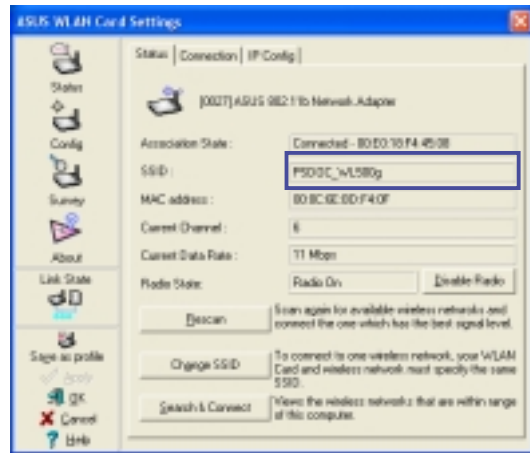 ASUS WLAN Card Settings
Status
Config
Survey
About
Link State
Save as profile
Apply
OK
Cancel
Help
Status Connection IP Config
[0027] ASUS 802.11b Network Adapter
Association State : Connected - 00:E0:18:F4:45:08
SSID : PSDOC_WL500g
MAC address : 00:0C:6E:0D:F4:0F
Current Channel : 6
Current Data Rate : 11 Mbps
Radio State: Radio On Disable Radio
Rescan
Scan again for available wireless networks and
connect the one which has the best signal level.
Change SSID
To connect to one wireless network, your WLAN
Card and wireless network must specify the same
SSID.
Search & Connect
Views the wireless networks that are within range
of this computer.